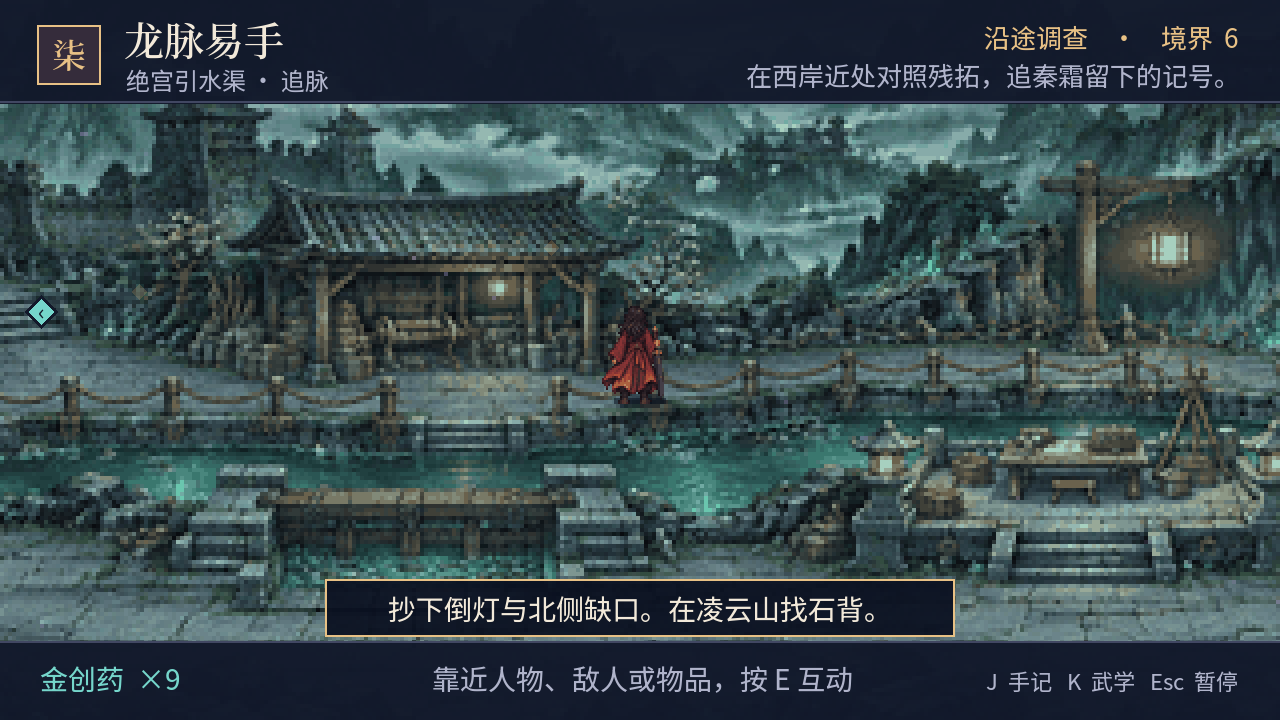 柒
龙脉易手
绝宫引水渠 · 追脉
沿途调查 · 境界 6
在西岸近处对照残拓，追秦霜留下的记号。
‹
抄下倒灯与北侧缺口。在凌云山找石背。
金创药 ×9
靠近人物、敌人或物品，按 E 互动
J 手记 K 武学 Esc 暂停